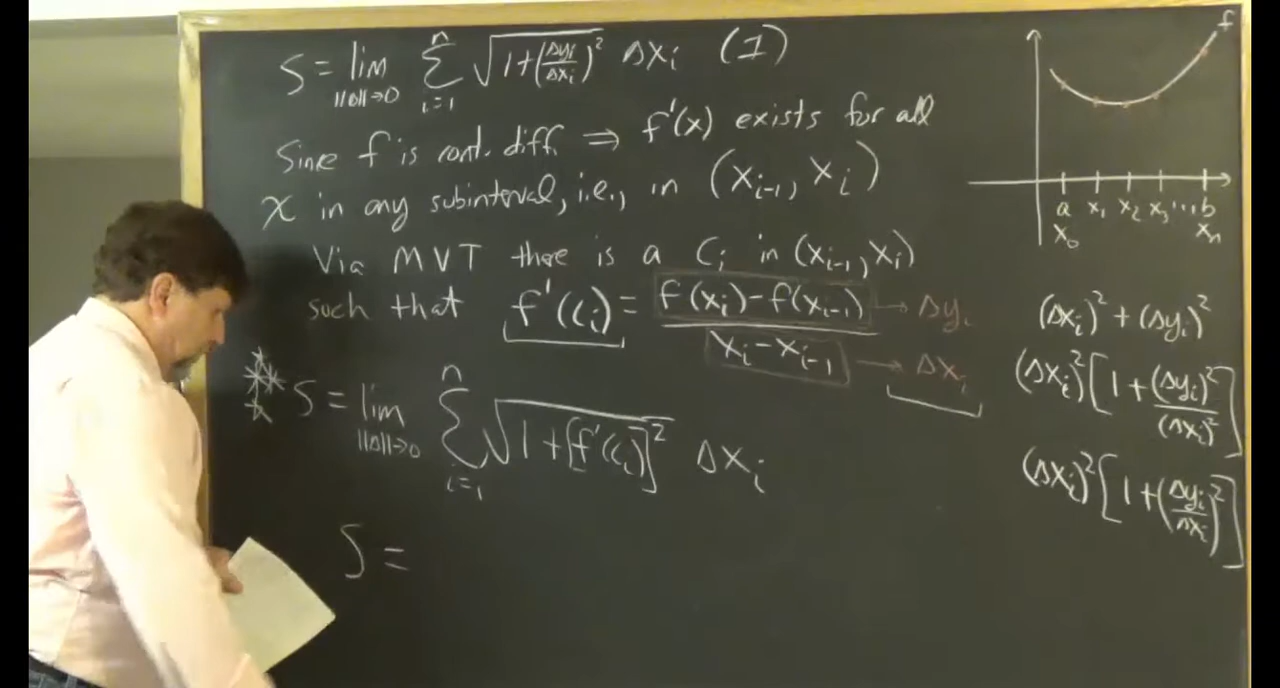 S = lim ||Δ||→0 n Σ i=1 √1+(Δyi/Δxi)² Δxi (1)
Since f is cont. diff. ⇒ f'(x) exists for all
x in any subinterval, i.e., in (xi-1, xi)
Via MVT there is a Ci in (xi-1, xi)
such that f'(ci) = f(xi)-f(xi-1) → Δyi
xi - xi-1 → Δxi
S = lim ||Δ||→0 n Σ i=1 √1+[f'(ci)]² Δxi
S =
f
a x1 x2 x3 ... b
x0 xn
(Δxi)² + (Δyi)²
(Δxi)² [1+(Δyi)²/(Δxi)²]
(Δxi)² [1+(Δyi/Δxi)²]